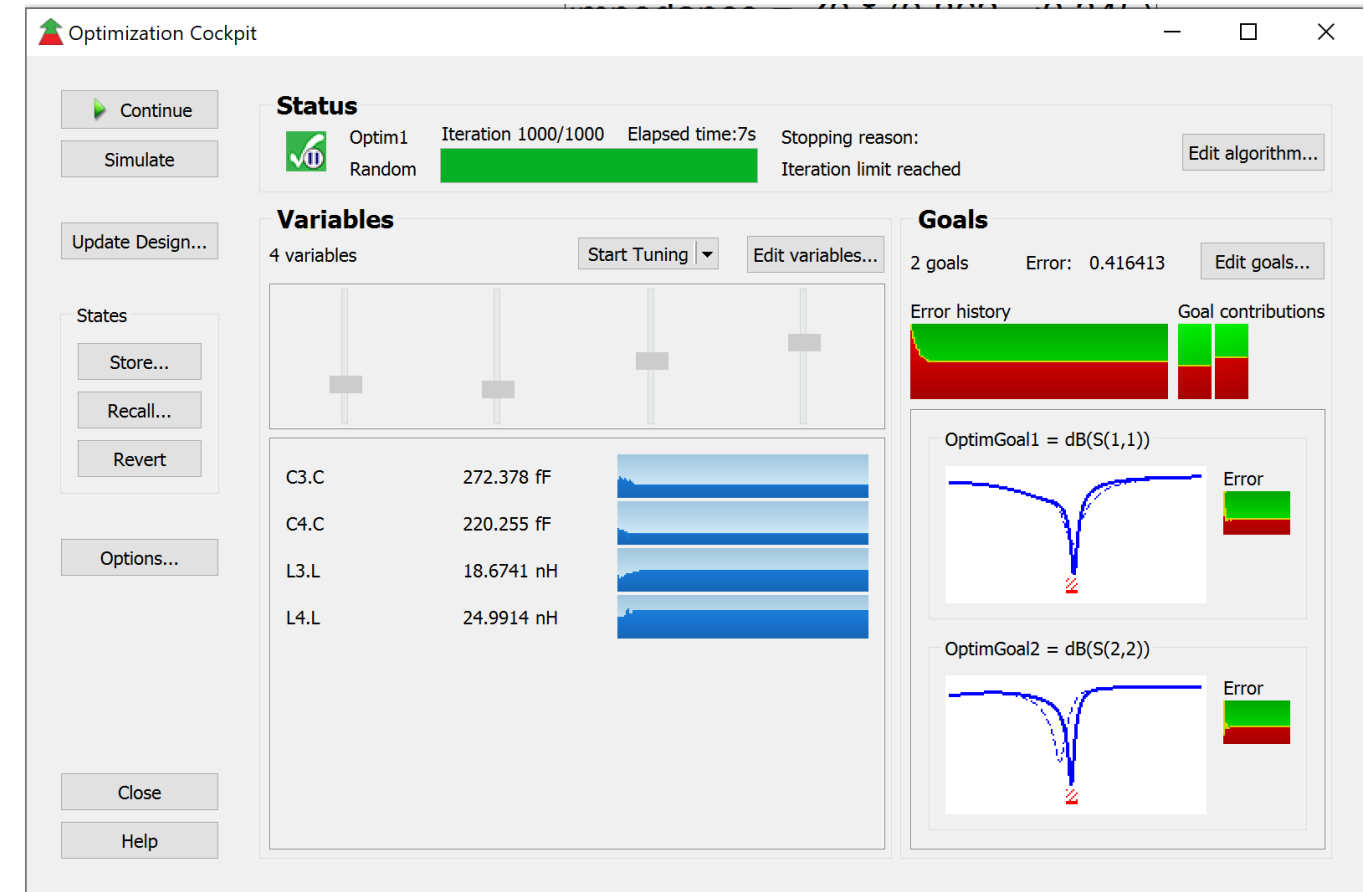 Optimization Cockpit
Continue
Simulate
Update Design...
States
Store...
Recall...
Revert
Options...
Close
Help
Status
Optim1
Random
Iteration 1000/1000 Elapsed time:7s
Stopping reason:
Iteration limit reached
Edit algorithm...
Variables
4 variables
Start Tuning
Edit variables...
C3.C 272.378 fF
C4.C 220.255 fF
L3.L 18.6741 nH
L4.L 24.9914 nH
Goals
2 goals Error: 0.416413
Edit goals...
Error history
Goal contributions
OptimGoal1 = dB(S(1,1))
Error
OptimGoal2 = dB(S(2,2))
Error